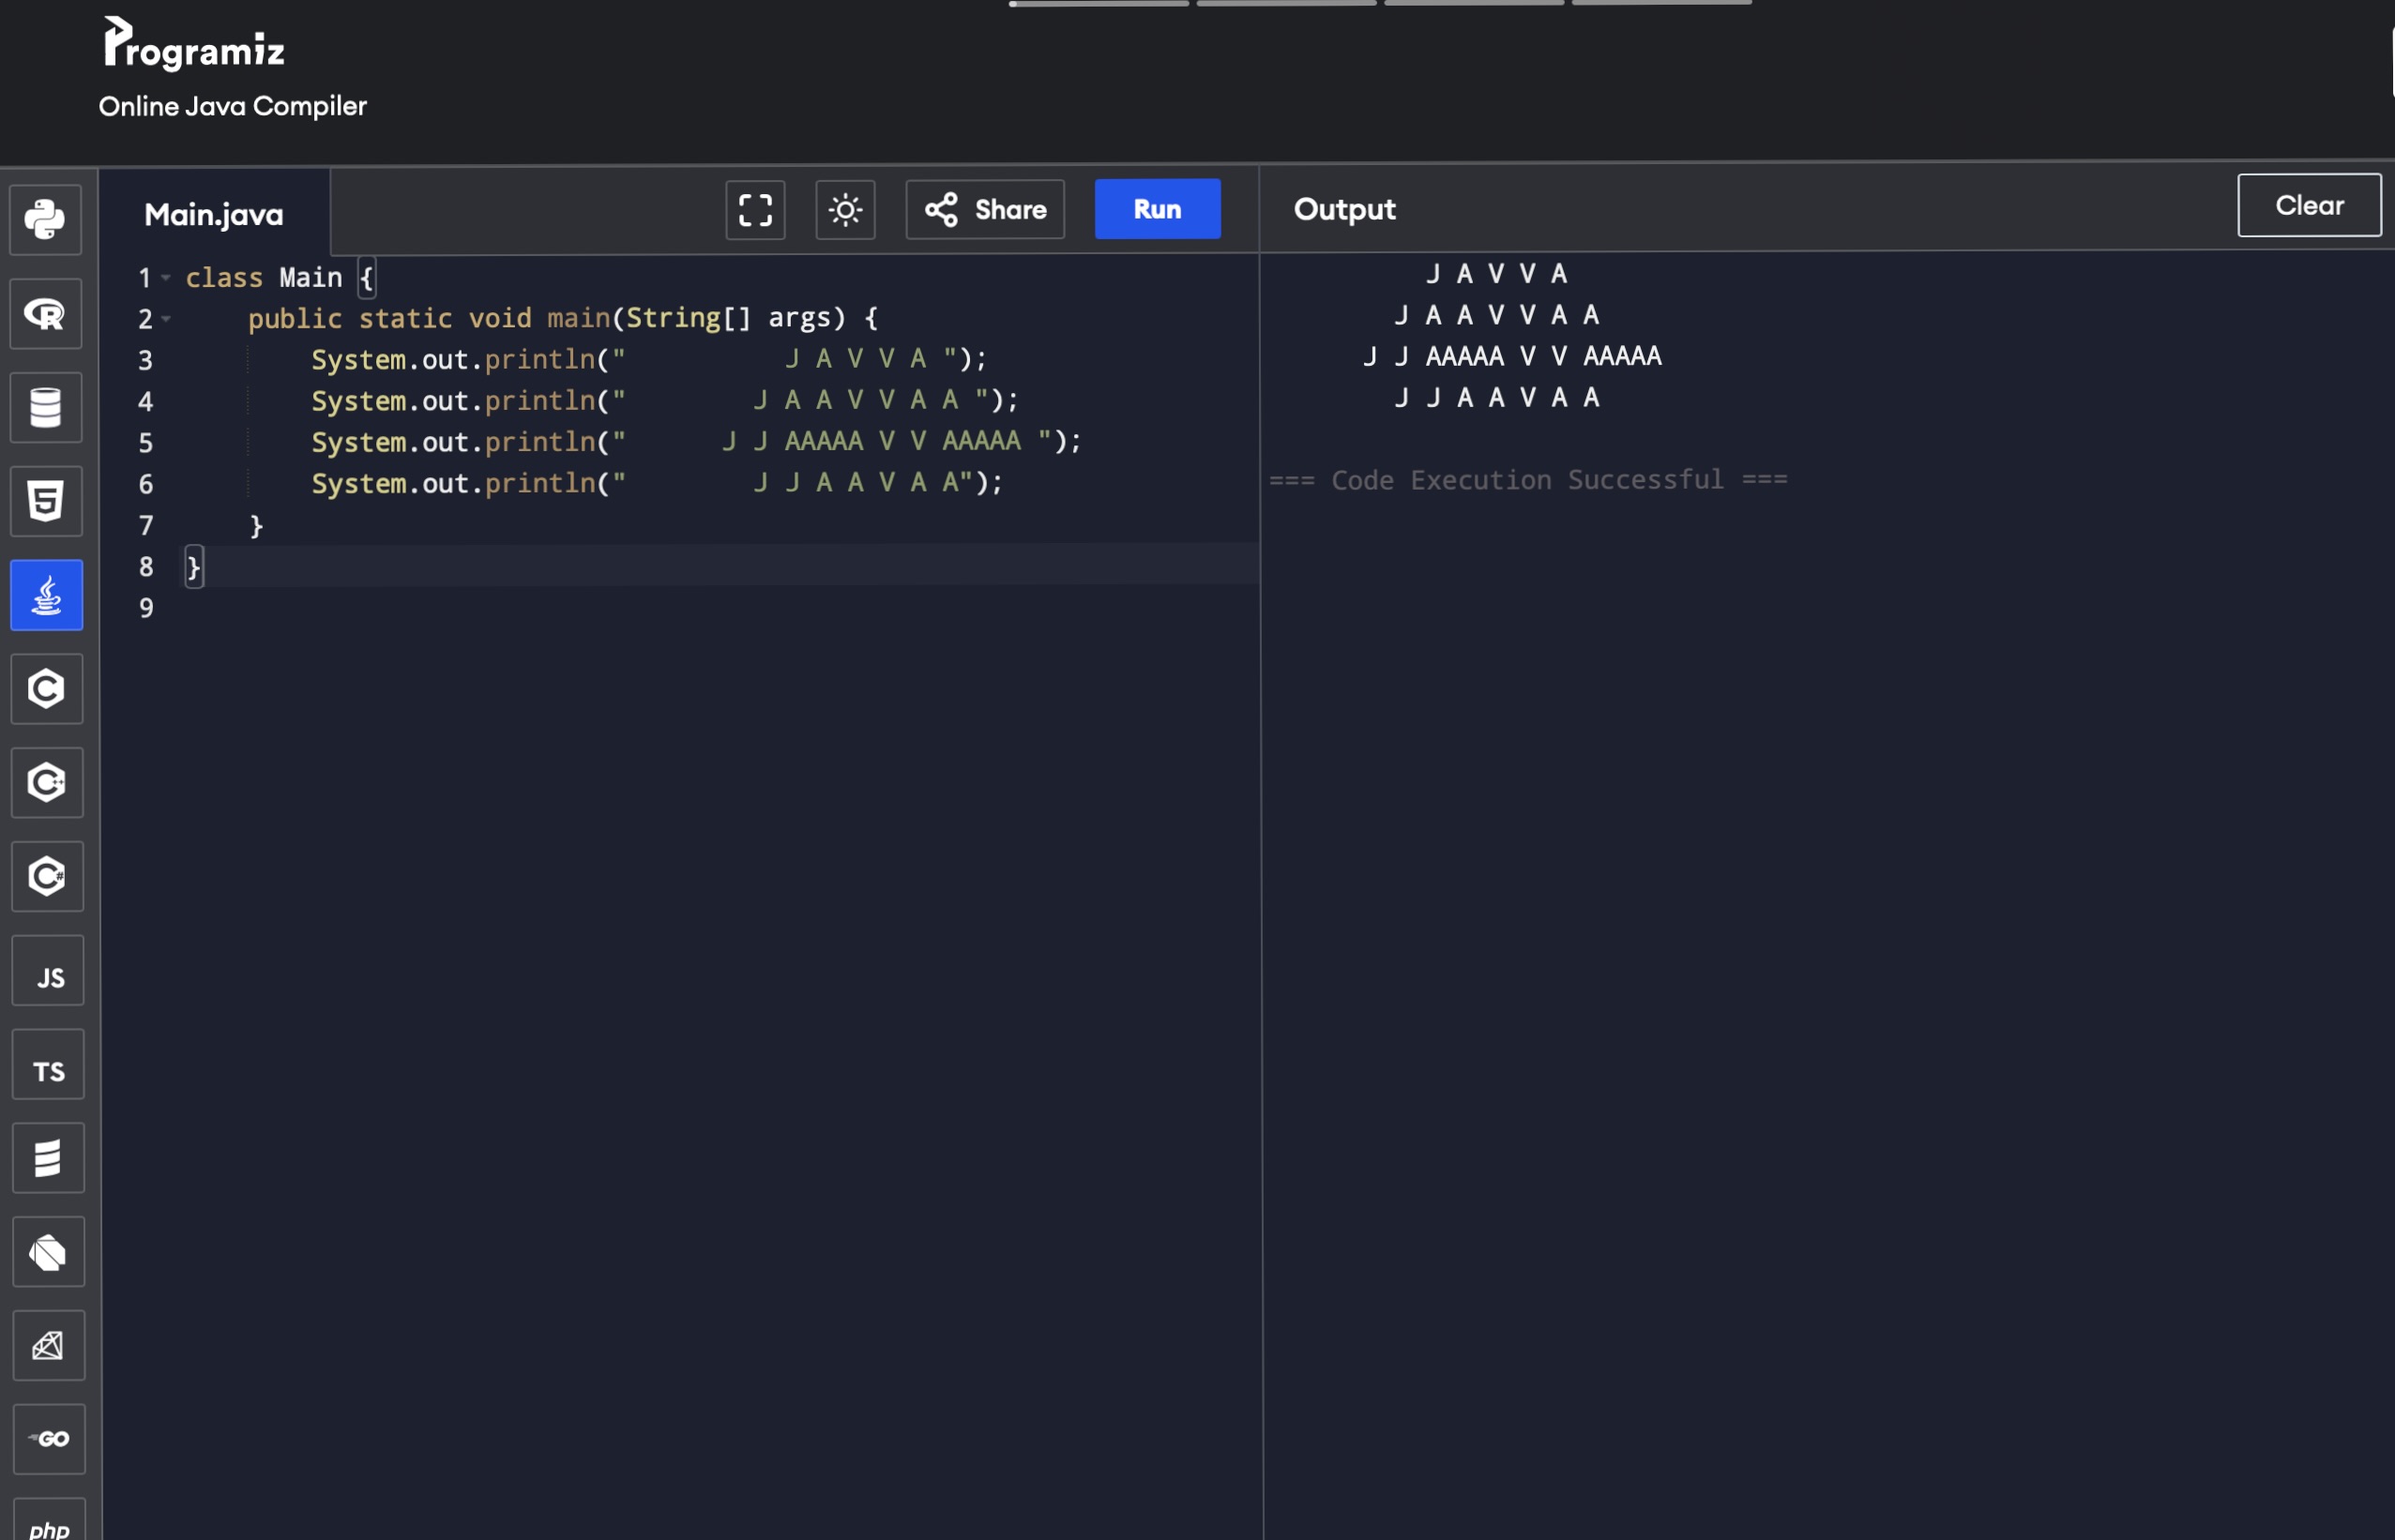 Programiz
Online Java Compiler
Main.java
Share
Run
Output
Clear
1 class Main {
2     public static void main(String[] args) {
3         System.out.println("          J A V V A ");
4         System.out.println("        J A A V V A A ");
5         System.out.println("      J J AAAAA V V AAAAA ");
6         System.out.println("        J J A A V A A");
7     }
8 }
9
          J A V V A
        J A A V V A A
      J J AAAAA V V AAAAA
        J J A A V A A
=== Code Execution Successful ===
R
5
C
C++
C#
JS
TS
GO
php